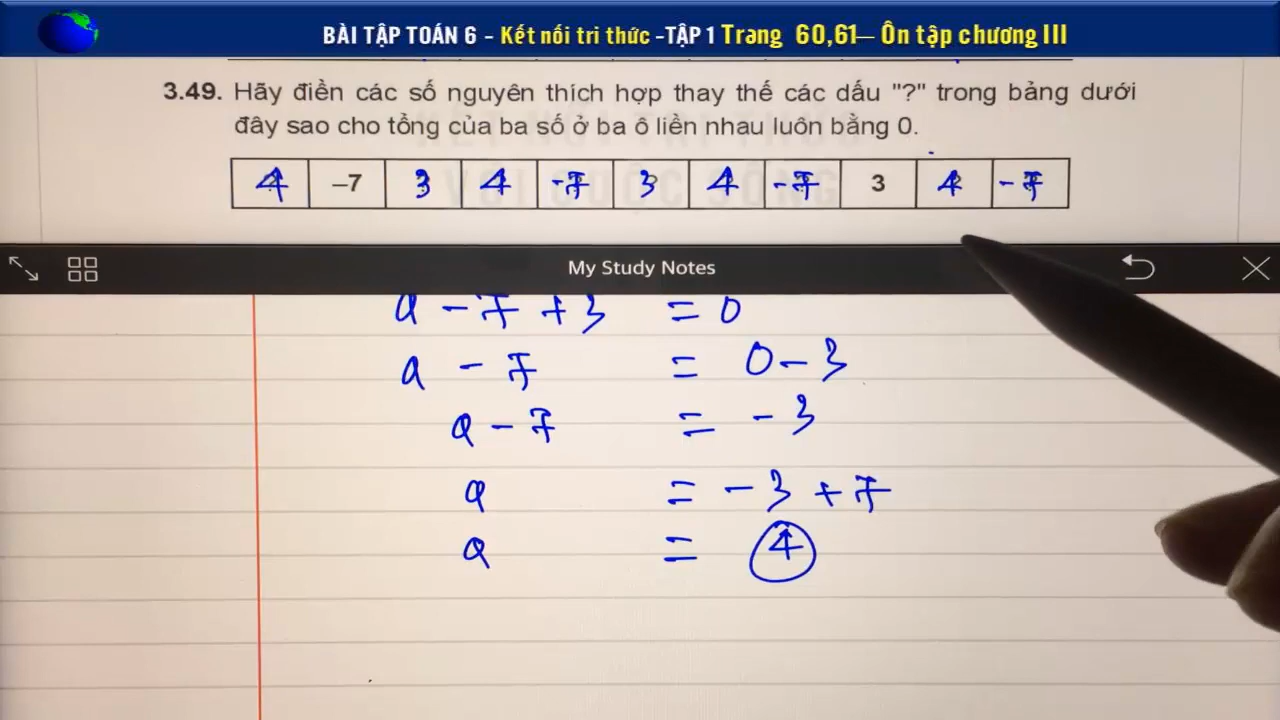 BÀI TẬP TOÁN 6 - Kết nối tri thức -TẬP 1 Trang 60,61– Ôn tập chương III
3.49. Hãy điền các số nguyên thích hợp thay thế các dấu "?" trong bảng dưới
đây sao cho tổng của ba số ở ba ô liền nhau luôn bằng 0.
4 –7 3 4 -7 3 4 -7 3 4 -7
My Study Notes
a - 7 + 3 = 0
a - 7 = 0 - 3
a - 7 = - 3
a = - 3 + 7
a = 4